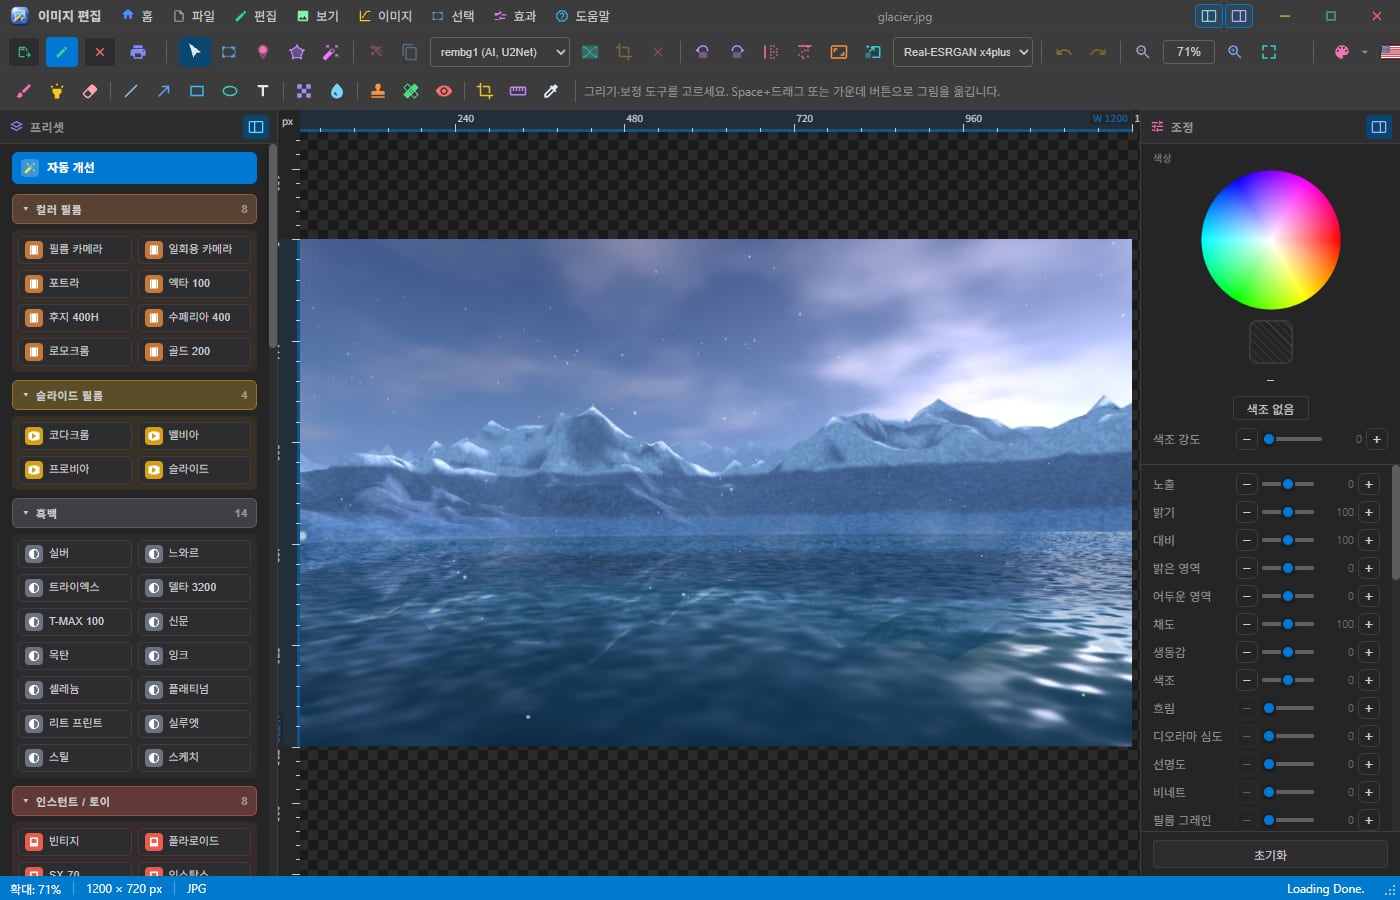 이미지 편집 홈 파일 편집 보기 이미지 선택 효과 도움말 glacier.jpg
rembg1 (AI, U2Net) Real-ESRGAN x4plus 71%
그리기·보정 도구를 고르세요. Space+드래그 또는 가운데 버튼으로 그림을 옮깁니다.
프리셋
자동 개선
컬러 필름 8
필름 카메라 일회용 카메라
포트라 엑타 100
후지 400H 수페리아 400
로모크롬 골드 200
슬라이드 필름 4
코다크롬 벨비아
프로비아 슬라이드
흑백 14
실버 느와르
트라이엑스 델타 3200
T-MAX 100 신문
목탄 잉크
셀레늄 플래티넘
리트 프린트 실루엣
스틸 스케치
인스턴트 / 토이 8
빈티지 폴라로이드
px 240 480 720 960 W 1200
조정
색상
–
색조 없음
색조 강도 0
노출 0
밝기 100
대비 100
밝은 영역 0
어두운 영역 0
채도 100
생동감 0
색조 0
흐림 0
디오라마 심도 0
선명도 0
비네트 0
필름 그레인 0
초기화
확대: 71% 1200 × 720 px JPG Loading Done.